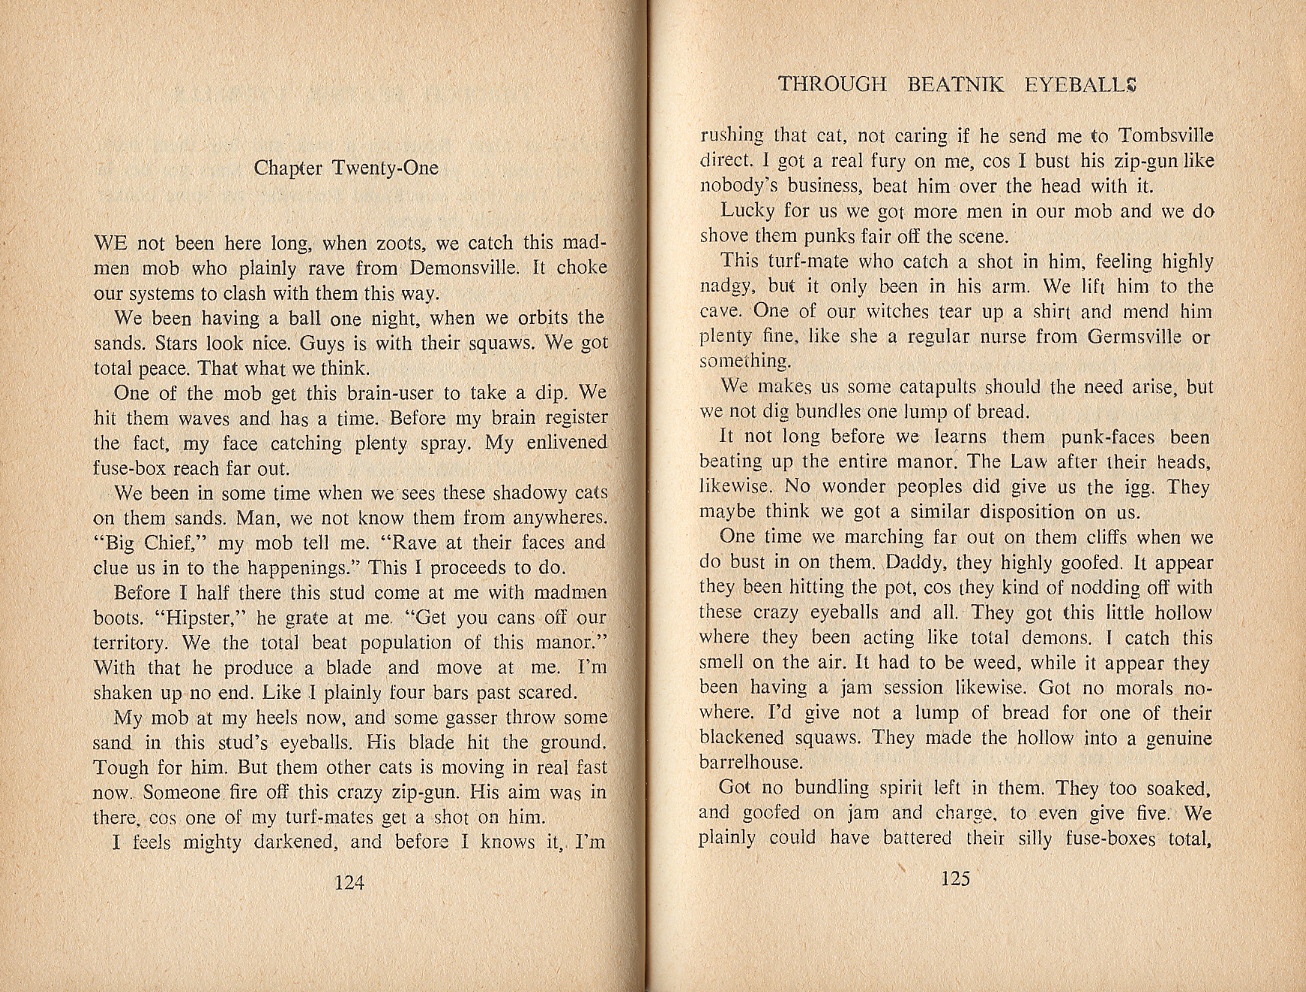 Chapter Twenty-One
WE not been here long, when zoots, we catch this mad-
men mob who plainly rave from Demonsville. It choke
our systems to clash with them this way.
We been having a ball one night, when we orbits the
sands. Stars look nice. Guys is with their squaws. We got
total peace. That what we think.
One of the mob get this brain-user to take a dip. We
hit them waves and has a time. Before my brain register
the fact, my face catching plenty spray. My enlivened
fuse-box reach far out.
We been in some time when we sees these shadowy cats
on them sands. Man, we not know them from anywheres.
“Big Chief,” my mob tell me. “Rave at their faces and
clue us in to the happenings.” This I proceeds to do.
Before I half there this stud come at me with madmen
boots. “Hipster,” he grate at me. “Get you cans off our
territory. We the total beat population of this manor.”
With that he produce a blade and move at me. I’m
shaken up no end. Like I plainly four bars past scared.
My mob at my heels now, and some gasser throw some
sand in this stud’s eyeballs. His blade hit the ground.
Tough for him. But them other cats is moving in real fast
now. Someone fire off this crazy zip-gun. His aim was in
there, cos one of my turf-mates get a shot on him.
I feels mighty darkened, and before I knows it, I’m
124
THROUGH BEATNIK EYEBALLS
rushing that cat, not caring if he send me to Tombsville
direct. I got a real fury on me, cos I bust his zip-gun like
nobody’s business, beat him over the head with it.
Lucky for us we got more men in our mob and we do
shove them punks fair off the scene.
This turf-mate who catch a shot in him, feeling highly
nadgy, but it only been in his arm. We lift him to the
cave. One of our witches tear up a shirt and mend him
plenty fine, like she a regular nurse from Germsville or
something.
We makes us some catapults should the need arise, but
we not dig bundles one lump of bread.
It not long before we learns them punk-faces been
beating up the entire manor. The Law after their heads,
likewise. No wonder peoples did give us the igg. They
maybe think we got a similar disposition on us.
One time we marching far out on them cliffs when we
do bust in on them. Daddy, they highly goofed. It appear
they been hitting the pot, cos they kind of nodding off with
these crazy eyeballs and all. They got this little hollow
where they been acting like total demons. I catch this
smell on the air. It had to be weed, while it appear they
been having a jam session likewise. Got no morals no-
where. I’d give not a lump of bread for one of their
blackened squaws. They made the hollow into a genuine
barrelhouse.
Got no bundling spirit left in them. They too soaked,
and goofed on jam and charge, to even give five. We
plainly could have battered their silly fuse-boxes total,
125